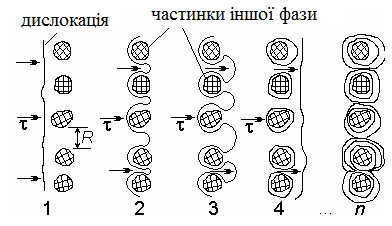 дислокація
частинки іншої фази
τ τ τ τ
R
1 2 3 4 ... n